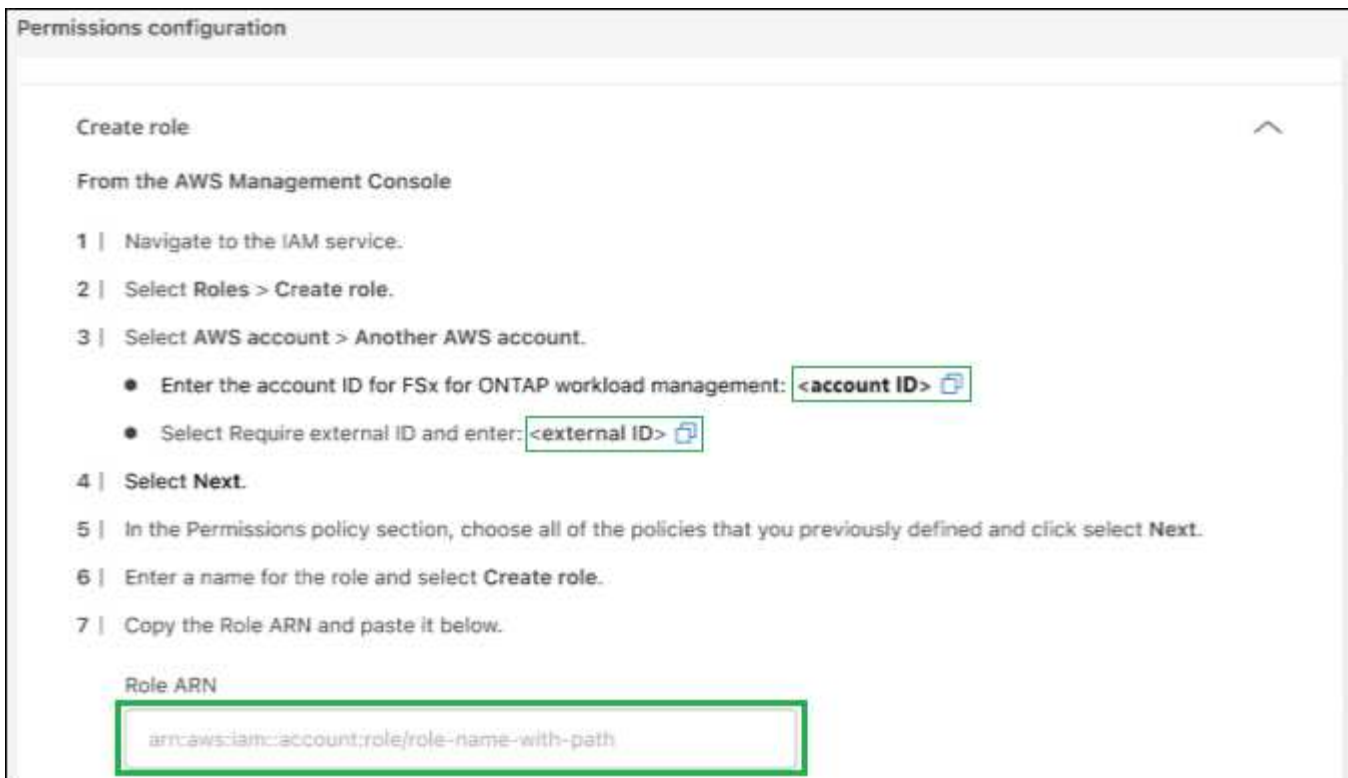 Permissions configuration
Create role
From the AWS Management Console
1 | Navigate to the IAM service.
2 | Select Roles > Create role.
3 | Select AWS account > Another AWS account.
● Enter the account ID for FSx for ONTAP workload management: <account ID>
● Select Require external ID and enter: <external ID>
4 | Select Next.
5 | In the Permissions policy section, choose all of the policies that you previously defined and click select Next.
6 | Enter a name for the role and select Create role.
7 | Copy the Role ARN and paste it below.
Role ARN
arn:aws:iam::account:role/role-name-with-path